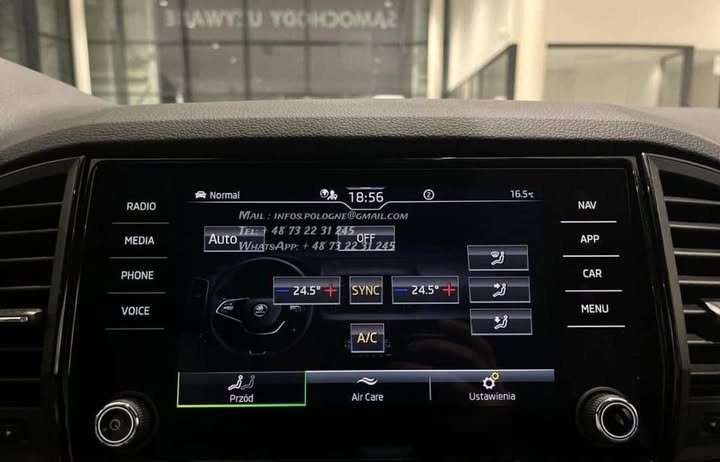 SAMOCHODY UŻYWANE
Normal
18:56
2
16.5°C
MAIL : INFOS.POLOGNE@GMAIL.COM
TEL: + 48 73 22 31 245
WHATSAPP: + 48 73 22 31 245
Auto
OFF
RADIO
MEDIA
PHONE
VOICE
NAV
APP
CAR
MENU
− 24.5° +
SYNC
− 24.5° +
A/C
Przód
Air Care
Ustawienia